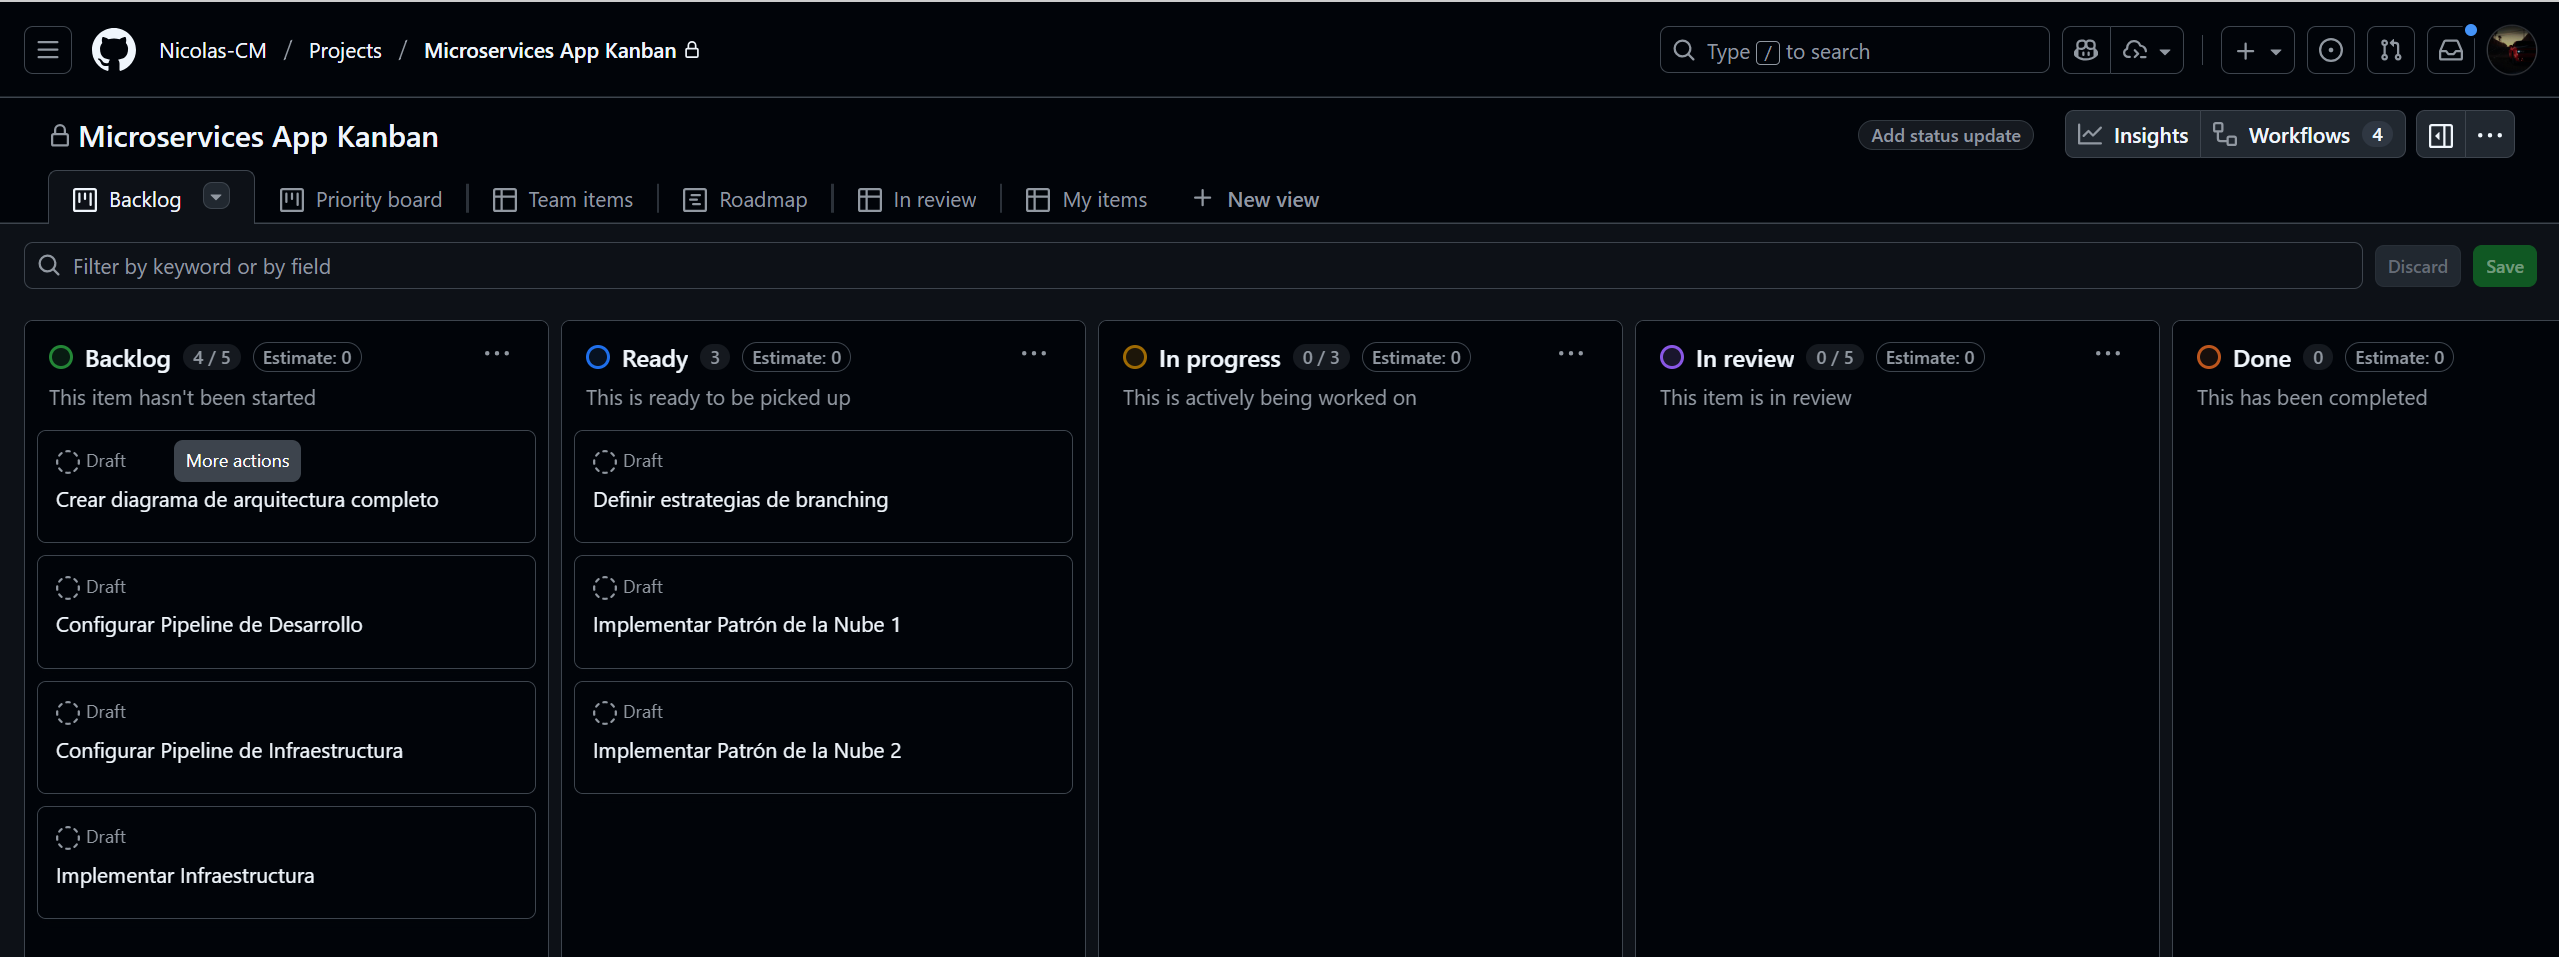 Nicolas-CM / Projects / Microservices App Kanban
Type / to search
Microservices App Kanban
Add status update
Insights
Workflows 4
Backlog
Priority board
Team items
Roadmap
In review
My items
+ New view
Filter by keyword or by field
Discard
Save
Backlog 4 / 5 Estimate: 0
This item hasn't been started
Draft
More actions
Crear diagrama de arquitectura completo
Draft
Configurar Pipeline de Desarrollo
Draft
Configurar Pipeline de Infraestructura
Draft
Implementar Infraestructura
Ready 3 Estimate: 0
This is ready to be picked up
Draft
Definir estrategias de branching
Draft
Implementar Patrón de la Nube 1
Draft
Implementar Patrón de la Nube 2
In progress 0 / 3 Estimate: 0
This is actively being worked on
In review 0 / 5 Estimate: 0
This item is in review
Done 0 Estimate: 0
This has been completed